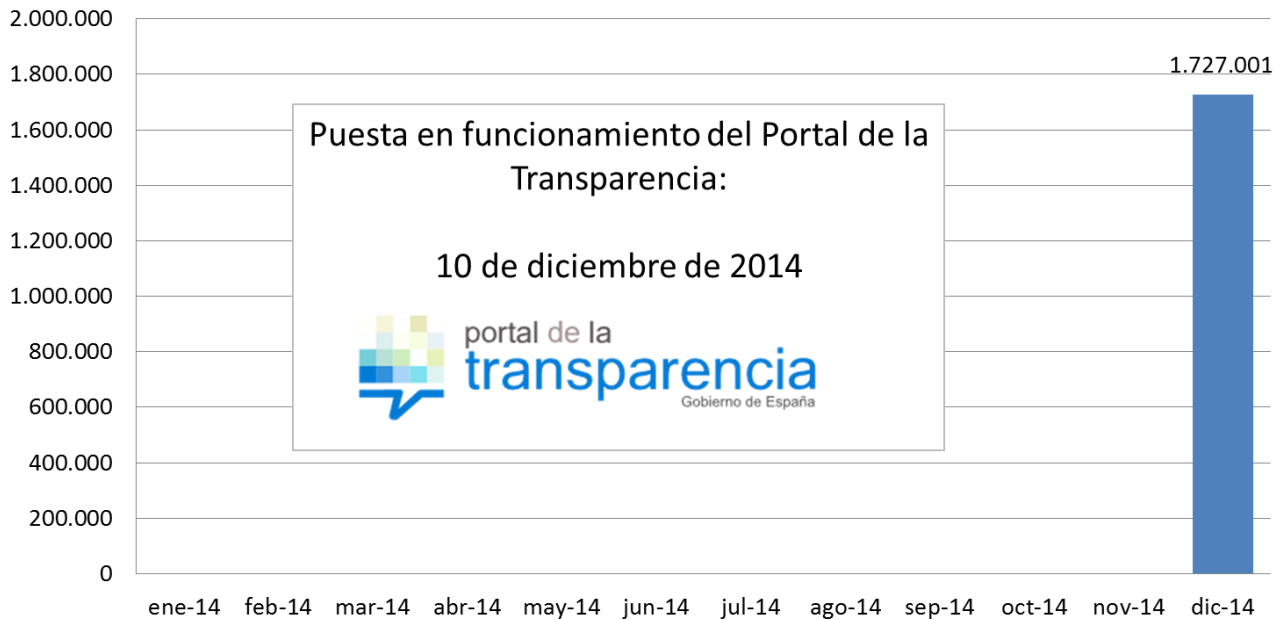 2.000.000
1.800.000
1.600.000
1.400.000
1.200.000
1.000.000
800.000
600.000
400.000
200.000
0
1.727.001
Puesta en funcionamiento del Portal de la
Transparencia:
10 de diciembre de 2014
portal de la
transparencia
Gobierno de España
ene-14 feb-14 mar-14 abr-14 may-14 jun-14 jul-14 ago-14 sep-14 oct-14 nov-14 dic-14